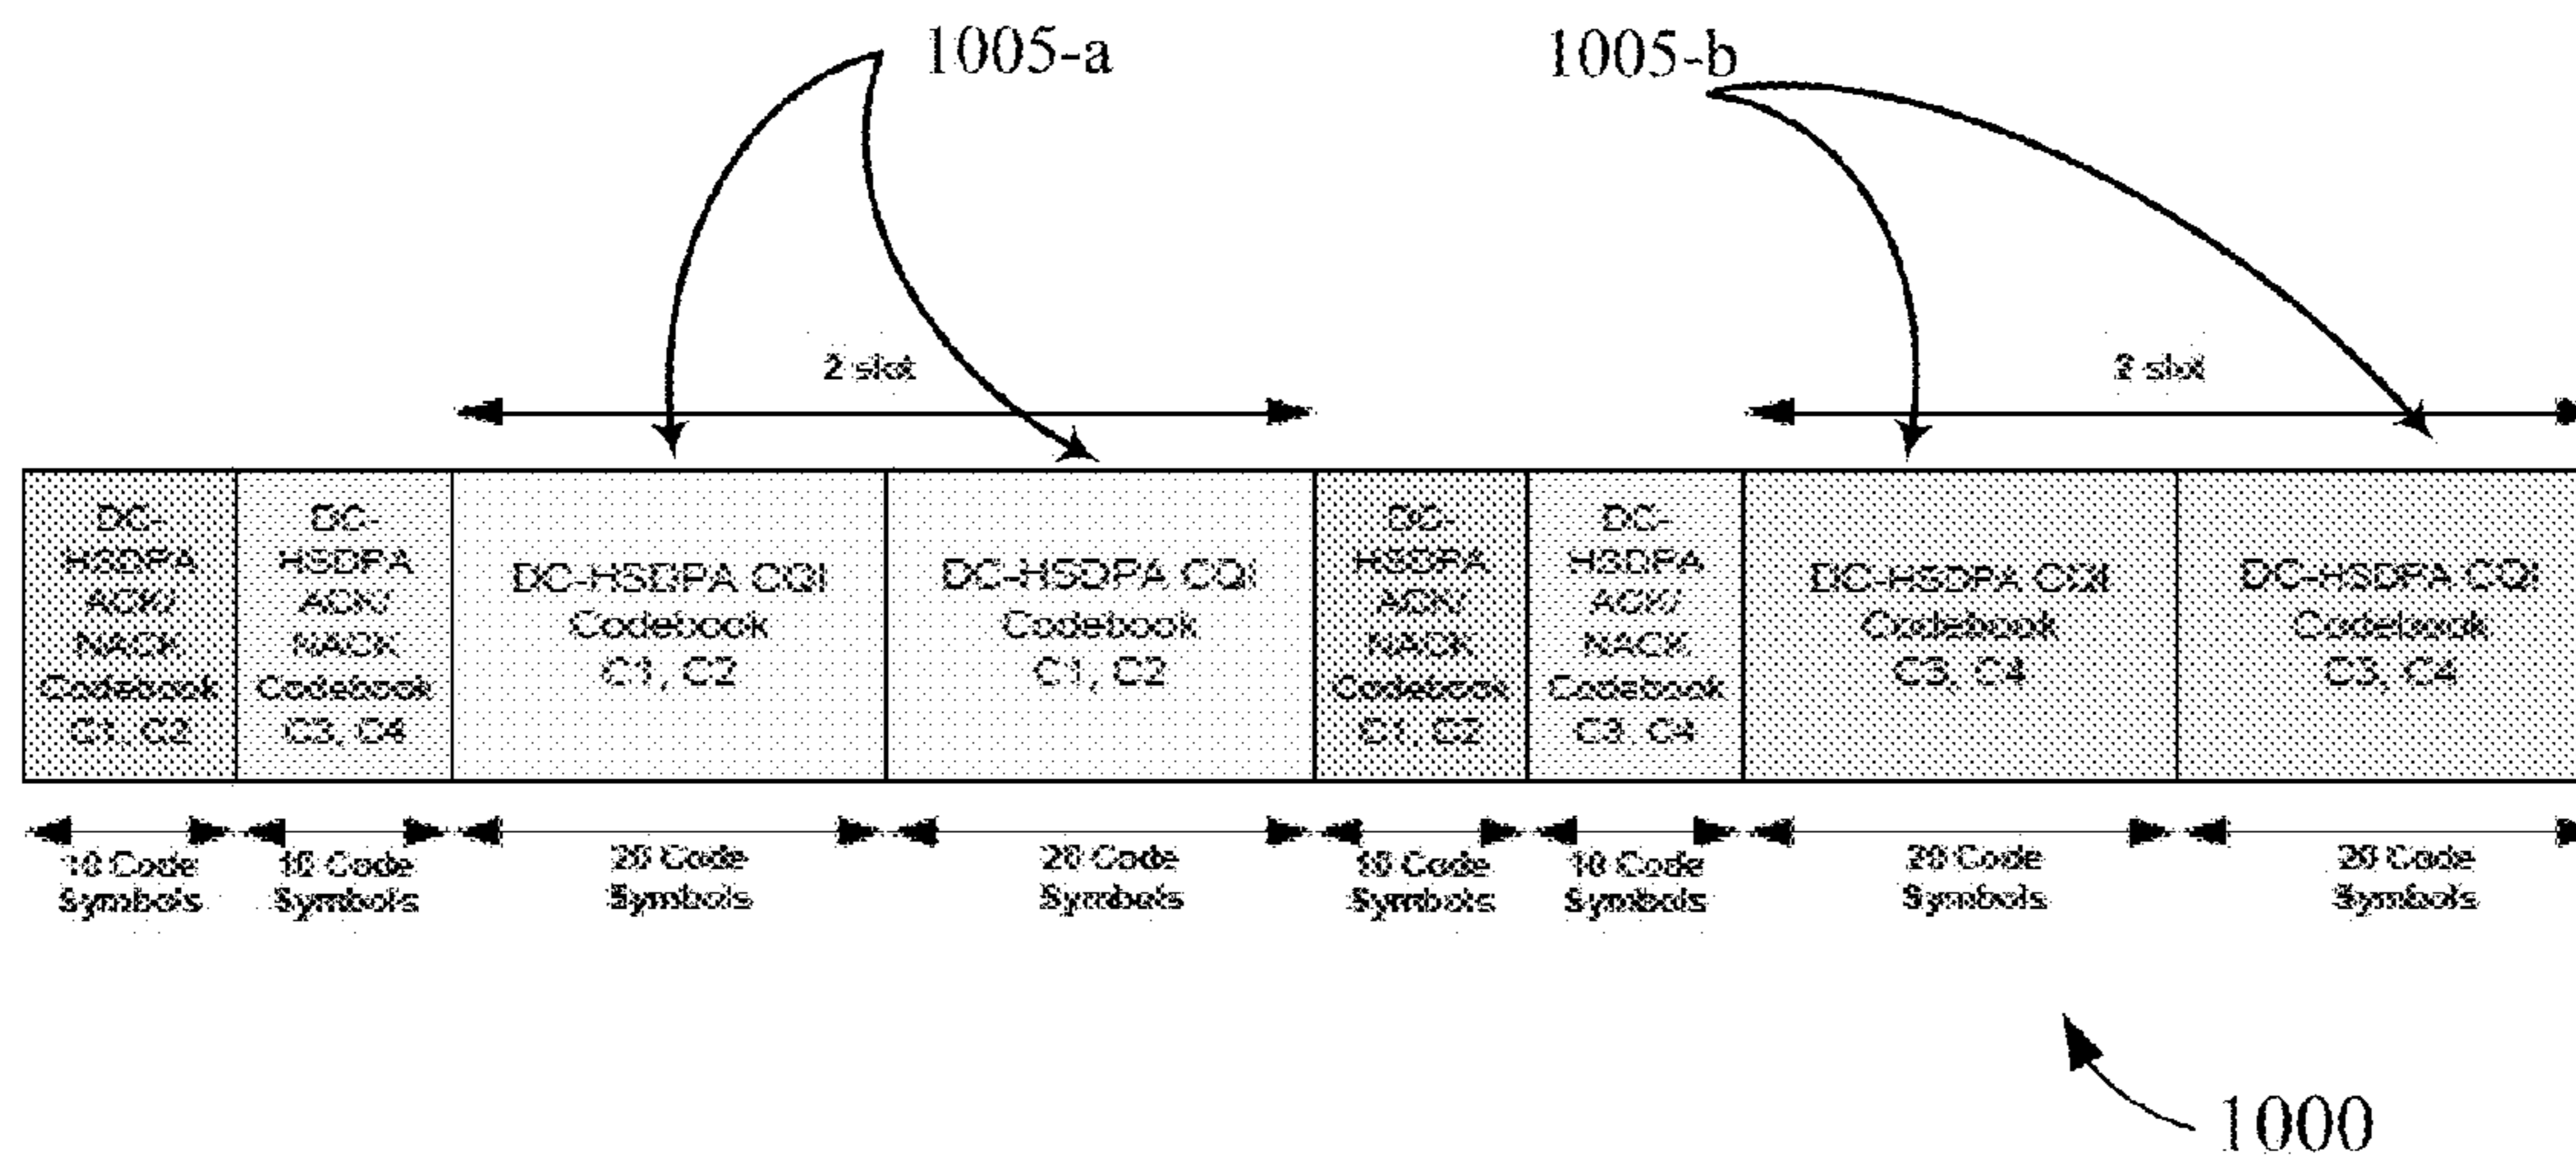 1005-a
1005-b
2 slot
2 slot
DC-
HSDPA
ACK/
NACK
Codebook
C1, C2
DC-
HSDPA
ACK/
NACK
Codebook
C3, C4
DC-HSDPA CQI
Codebook
C1, C2
DC-HSDPA CQI
Codebook
C1, C2
DC-
HSDPA
ACK/
NACK
Codebook
C1, C2
DC-
HSDPA
ACK/
NACK
Codebook
C3, C4
DC-HSDPA CQI
Codebook
C3, C4
DC-HSDPA CQI
Codebook
C3, C4
10 Code
Symbols
10 Code
Symbols
20 Code
Symbols
20 Code
Symbols
10 Code
Symbols
10 Code
Symbols
20 Code
Symbols
20 Code
Symbols
1000